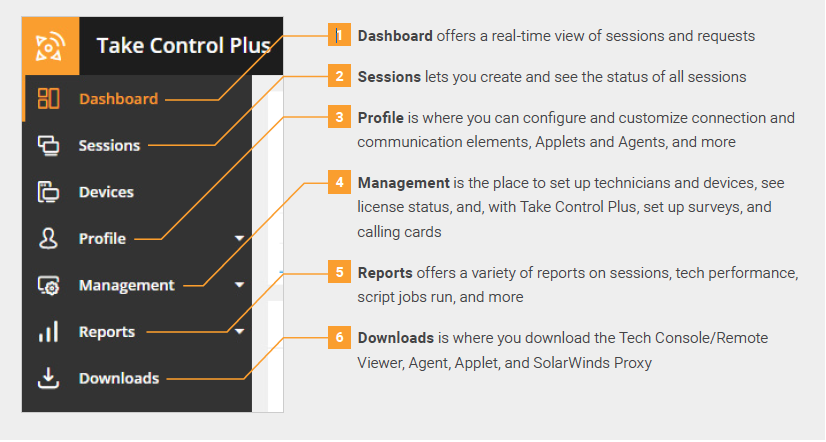 Take Control Plus
Dashboard
Sessions
Devices
Profile
Management
Reports
Downloads
1 Dashboard offers a real-time view of sessions and requests
2 Sessions lets you create and see the status of all sessions
3 Profile is where you can configure and customize connection and
communication elements, Applets and Agents, and more
4 Management is the place to set up technicians and devices, see
license status, and, with Take Control Plus, set up surveys, and
calling cards
5 Reports offers a variety of reports on sessions, tech performance,
script jobs run, and more
6 Downloads is where you download the Tech Console/Remote
Viewer, Agent, Applet, and SolarWinds Proxy